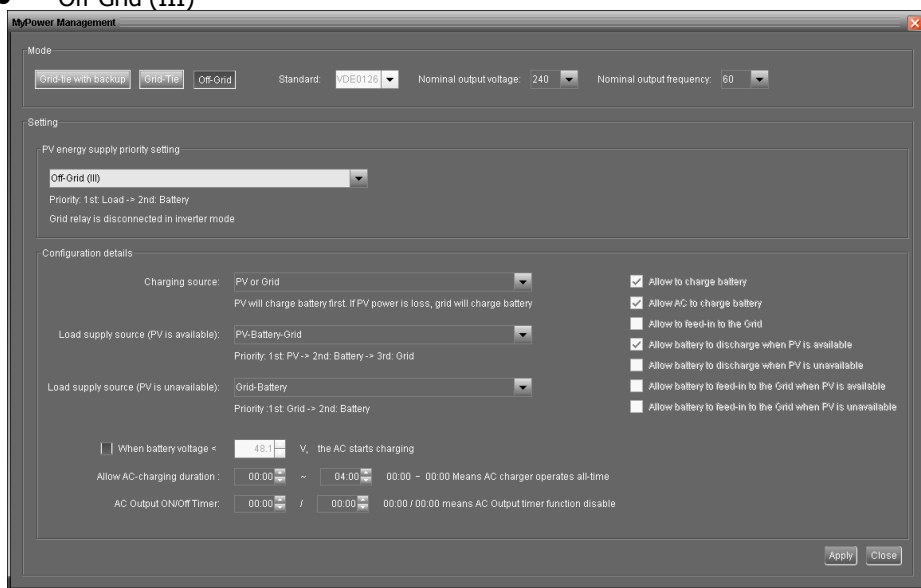 Off-Grid (III)
MyPower Management
Mode
Grid-tie with backup Grid-Tie Off-Grid Standard: VDE0126 Nominal output voltage: 240 Nominal output frequency: 60
Setting
PV energy supply priority setting
Off-Grid (III)
Priority: 1st: Load -> 2nd: Battery
Grid relay is disconnected in inverter mode
Configuration details
Charging source: PV or Grid
PV will charge battery first. If PV power is loss, grid will charge battery
Load supply source (PV is available): PV-Battery-Grid
Priority: 1st: PV -> 2nd: Battery -> 3rd: Grid
Load supply source (PV is unavailable): Grid-Battery
Priority :1st: Grid -> 2nd: Battery
Allow to charge battery
Allow AC to charge battery
Allow to feed-in to the Grid
Allow battery to discharge when PV is available
Allow battery to discharge when PV is unavailable
Allow battery to feed-in to the Grid when PV is available
Allow battery to feed-in to the Grid when PV is unavailable
When battery voltage < 48.1 V, the AC starts charging
Allow AC-charging duration : 00:00 ~ 04:00 00:00 ~ 00:00 Means AC charger operates all-time
AC Output ON/Off Timer: 00:00 / 00:00 00:00 / 00:00 means AC Output timer function disable
Apply Close